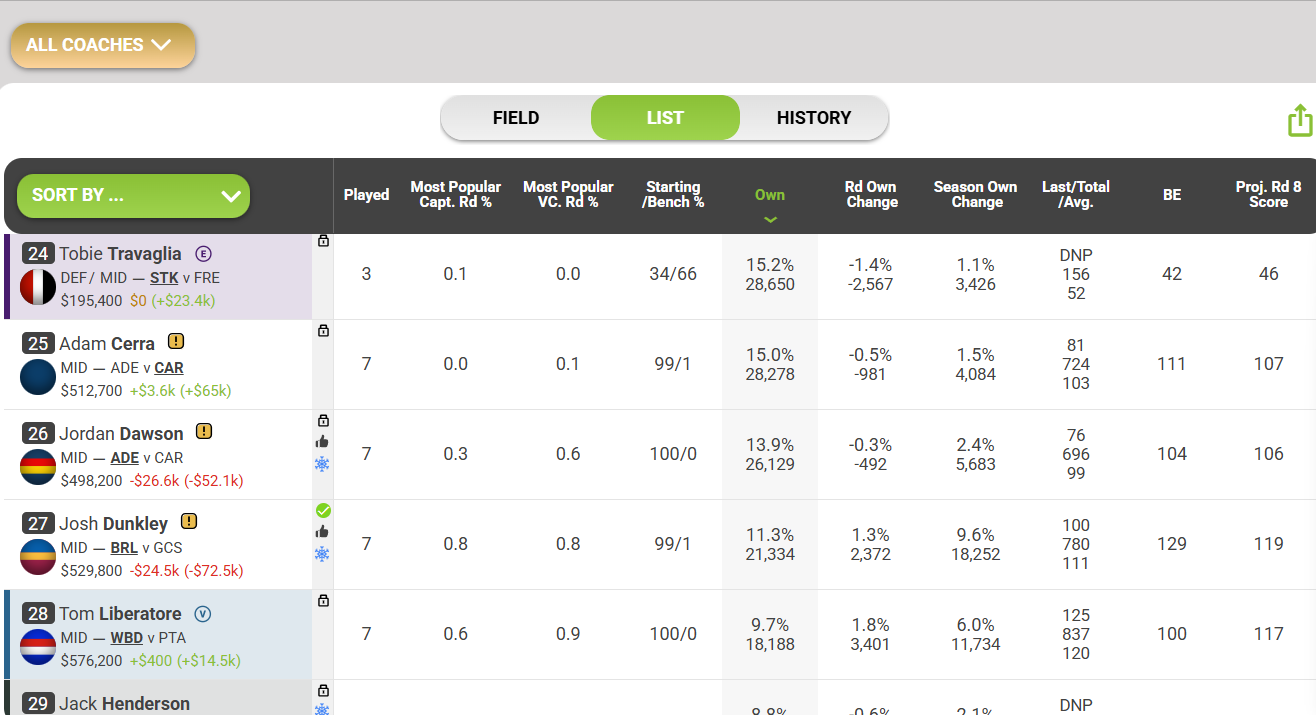 ALL COACHES
FIELD LIST HISTORY
SORT BY ... Played Most Popular Capt. Rd % Most Popular VC. Rd % Starting /Bench % Own Rd Own Change Season Own Change Last/Total /Avg. BE Proj. Rd 8 Score
24 Tobie Travaglia E
DEF / MID — STK v FRE
$195,400 $0 (+$23.4k)
3 0.1 0.0 34/66 15.2% 28,650 -1.4% -2,567 1.1% 3,426 DNP 156 52 42 46
25 Adam Cerra !
MID — ADE v CAR
$512,700 +$3.6k (+$65k)
7 0.0 0.1 99/1 15.0% 28,278 -0.5% -981 1.5% 4,084 81 724 103 111 107
26 Jordan Dawson !
MID — ADE v CAR
$498,200 -$26.6k (-$52.1k)
7 0.3 0.6 100/0 13.9% 26,129 -0.3% -492 2.4% 5,683 76 696 99 104 106
27 Josh Dunkley !
MID — BRL v GCS
$529,800 -$24.5k (-$72.5k)
7 0.8 0.8 99/1 11.3% 21,334 1.3% 2,372 9.6% 18,252 100 780 111 129 119
28 Tom Liberatore V
MID — WBD v PTA
$576,200 +$400 (+$14.5k)
7 0.6 0.9 100/0 9.7% 18,188 1.8% 3,401 6.0% 11,734 125 837 120 100 117
29 Jack Henderson
8.8% -0.6% 2.1% DNP